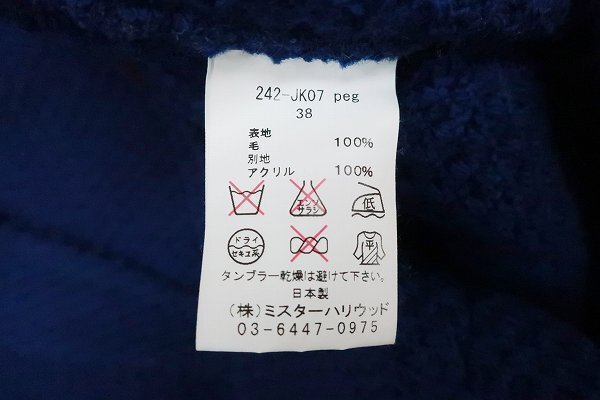 242-JK07 peg
38
表地
毛 100%
別地
アクリル 100%
エンソ
サラシ
低
ドライ
セキユ系
平
タンブラー乾燥は避けて下さい。
日本製
(株)ミスターハリウッド
03-6447-0975